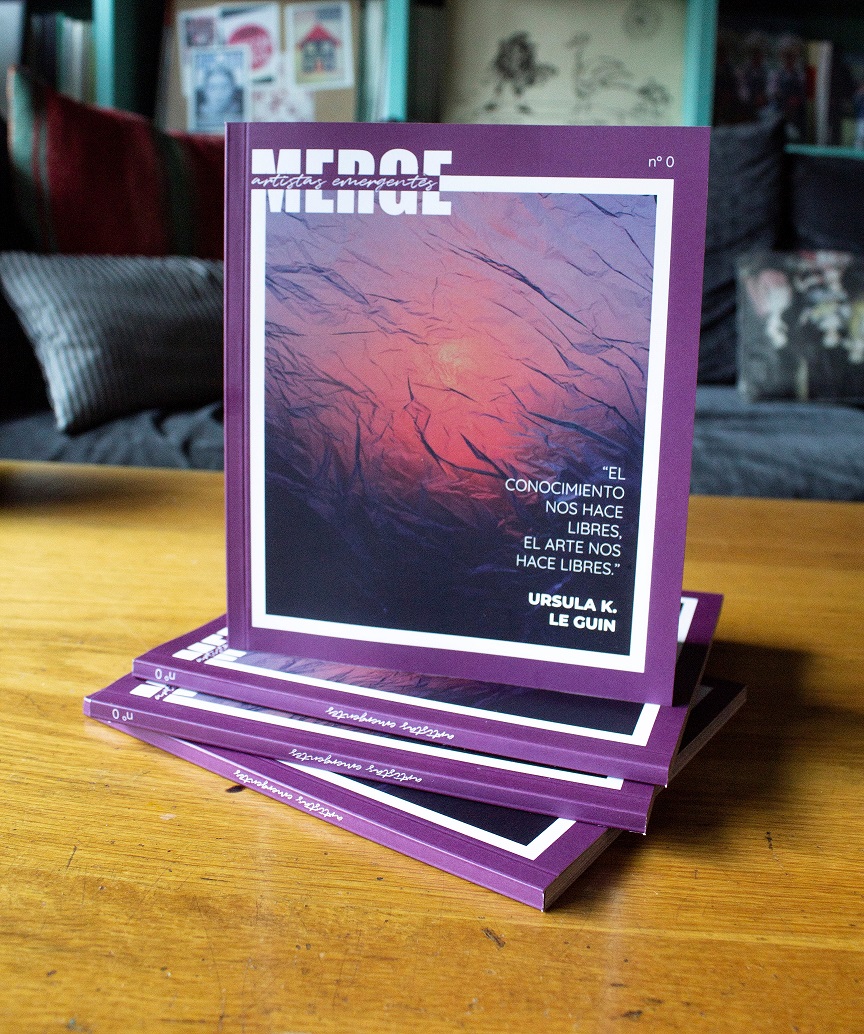 MERGE
artistas emergentes
nº 0
“EL
CONOCIMIENTO
NOS HACE
LIBRES,
EL ARTE NOS
HACE LIBRES.”
URSULA K.
LE GUIN
nº 0
artistas emergentes
nº 0
artistas emergentes
artistas emergentes